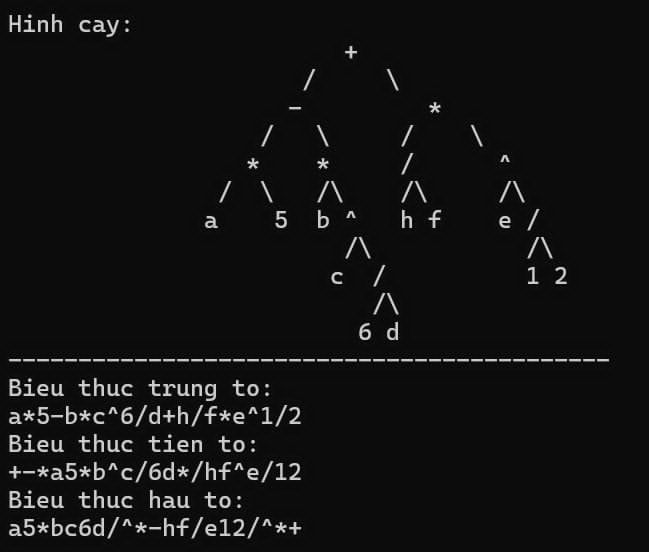 Hinh cay:
+
/ \
- *
/ \ / \
* * / ^
/ \ /\ /\ /\
a 5 b ^ h f e /
/\ /\
c / 1 2
/\
6 d
-------------------------------------------
Bieu thuc trung to:
a*5-b*c^6/d+h/f*e^1/2
Bieu thuc tien to:
+-*a5*b^c/6d*/hf^e/12
Bieu thuc hau to:
a5*bc6d/^*-hf/e12/^*+